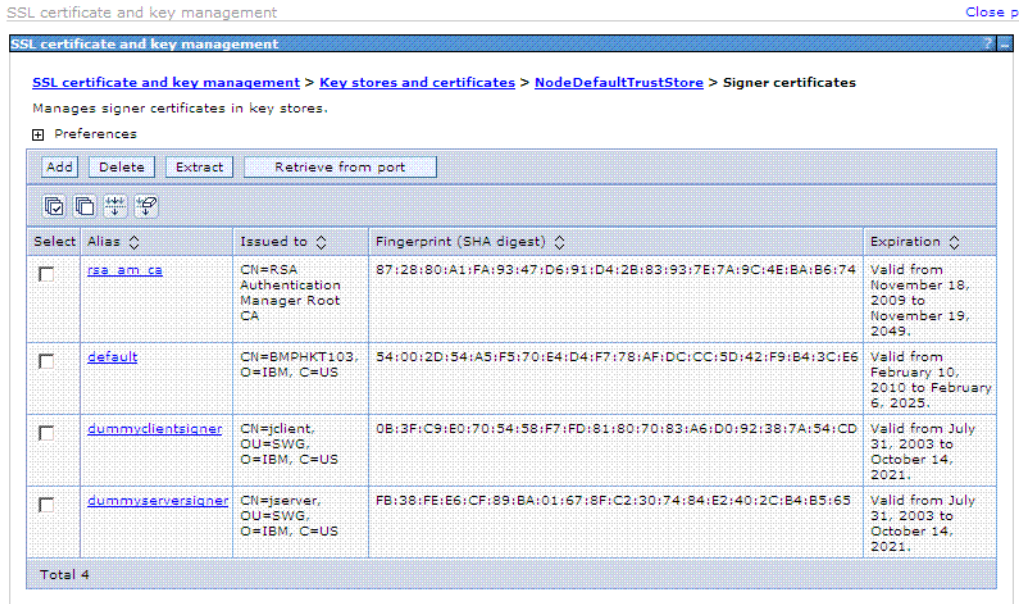 SSL certificate and key management
Close p
SSL certificate and key management
? –
SSL certificate and key management > Key stores and certificates > NodeDefaultTrustStore > Signer certificates
Manages signer certificates in key stores.
Preferences
Add Delete Extract Retrieve from port
Select Alias Issued to Fingerprint (SHA digest) Expiration
rsa_am_ca
CN=RSA
Authentication
Manager Root
CA
87:28:80:A1:FA:93:47:D6:91:D4:2B:83:93:7E:7A:9C:4E:BA:B6:74
Valid from
November 18,
2009 to
November 19,
2049.
default
CN=BMPHKT103,
O=IBM, C=US
54:00:2D:54:A5:F5:70:E4:D4:F7:78:AF:DC:CC:5D:42:F9:B4:3C:E6
Valid from
February 10,
2010 to February
6, 2025.
dummyclientsigner
CN=jclient,
OU=SWG,
O=IBM, C=US
0B:3F:C9:E0:70:54:58:F7:FD:81:80:70:83:A6:D0:92:38:7A:54:CD
Valid from July
31, 2003 to
October 14,
2021.
dummyserversigner
CN=jserver,
OU=SWG,
O=IBM, C=US
FB:38:FE:E6:CF:89:BA:01:67:8F:C2:30:74:84:E2:40:2C:B4:B5:65
Valid from July
31, 2003 to
October 14,
2021.
Total 4